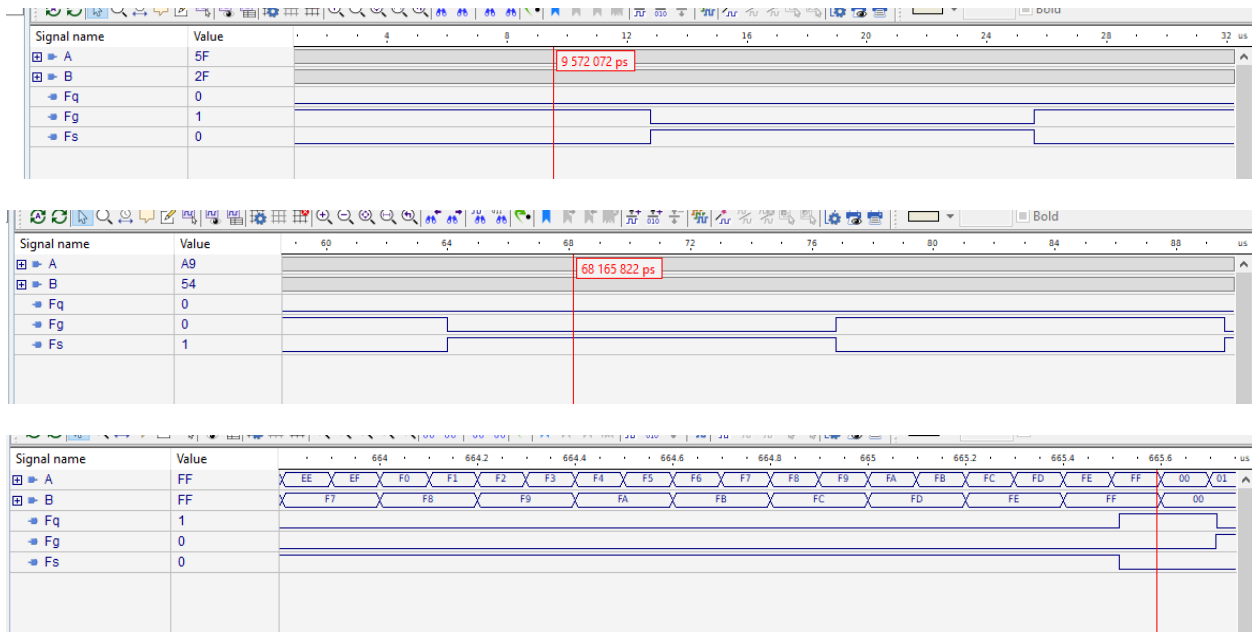 Bold
Signal name Value 4 8 12 16 20 24 28 32 us
A 5F
9 572 072 ps
B 2F
Fq 0
Fg 1
Fs 0
Bold
Signal name Value 60 64 68 72 76 80 84 88 us
A A9
68 165 822 ps
B 54
Fq 0
Fg 0
Fs 1
Signal name Value 664 664.2 664.4 664.6 664.8 665 665.2 665.4 665.6 us
A FF EE EF F0 F1 F2 F3 F4 F5 F6 F7 F8 F9 FA FB FC FD FE FF 00 01
B FF F7 F8 F9 FA FB FC FD FE FF 00
Fq 1
Fg 0
Fs 0